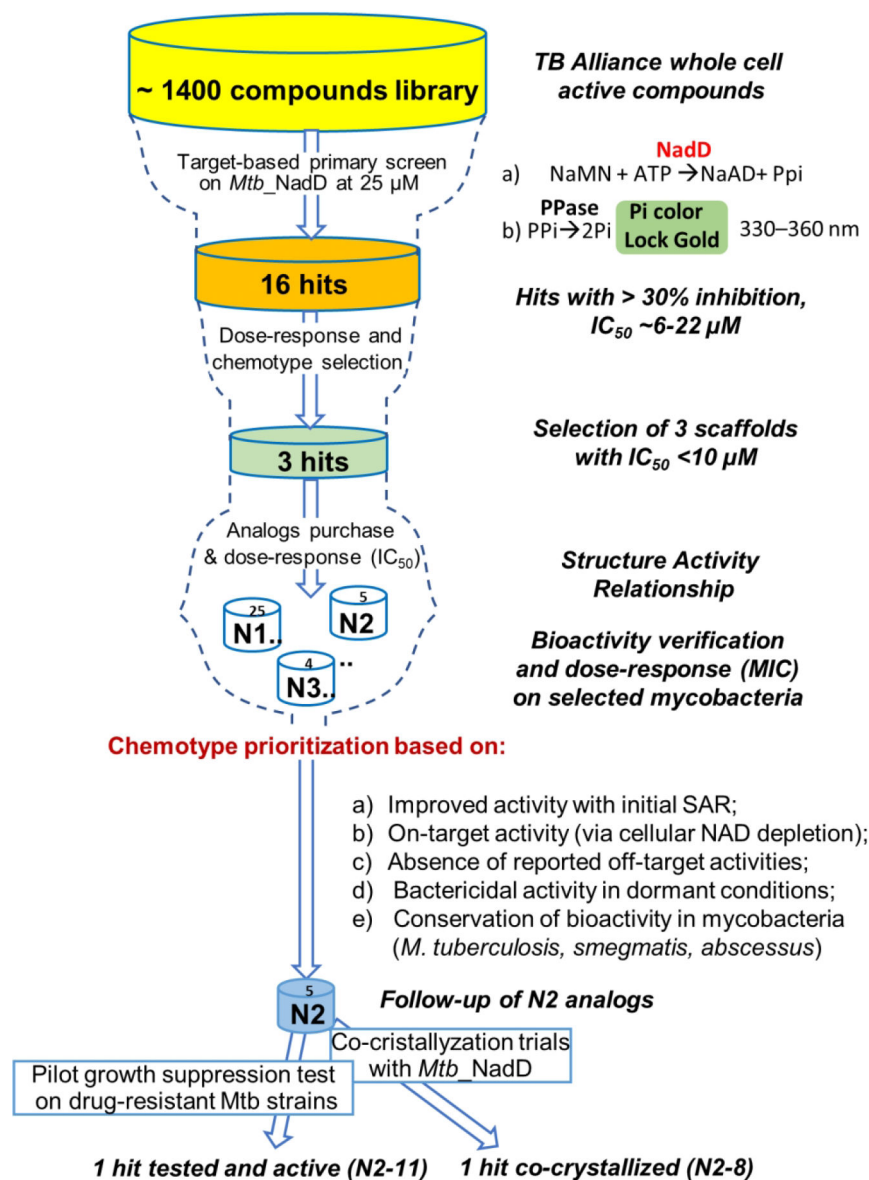 ~ 1400 compounds library
TB Alliance whole cell
active compounds
Target-based primary screen
on Mtb_NadD at 25 µM
NadD
a) NaMN + ATP →NaAD+ Ppi
PPase
b) PPi→2Pi
Pi color
Lock Gold
330–360 nm
16 hits
Hits with > 30% inhibition,
IC50 ~6-22 µM
Dose-response and
chemotype selection
3 hits
Selection of 3 scaffolds
with IC50 <10 µM
Analogs purchase
& dose-response (IC50)
Structure Activity
Relationship
25
N1..
5
N2
4
N3..
..
Bioactivity verification
and dose-response (MIC)
on selected mycobacteria
Chemotype prioritization based on:
a) Improved activity with initial SAR;
b) On-target activity (via cellular NAD depletion);
c) Absence of reported off-target activities;
d) Bactericidal activity in dormant conditions;
e) Conservation of bioactivity in mycobacteria
(M. tuberculosis, smegmatis, abscessus)
5
N2
Follow-up of N2 analogs
Co-cristallyzation trials
with Mtb_NadD
Pilot growth suppression test
on drug-resistant Mtb strains
1 hit tested and active (N2-11)
1 hit co-crystallized (N2-8)